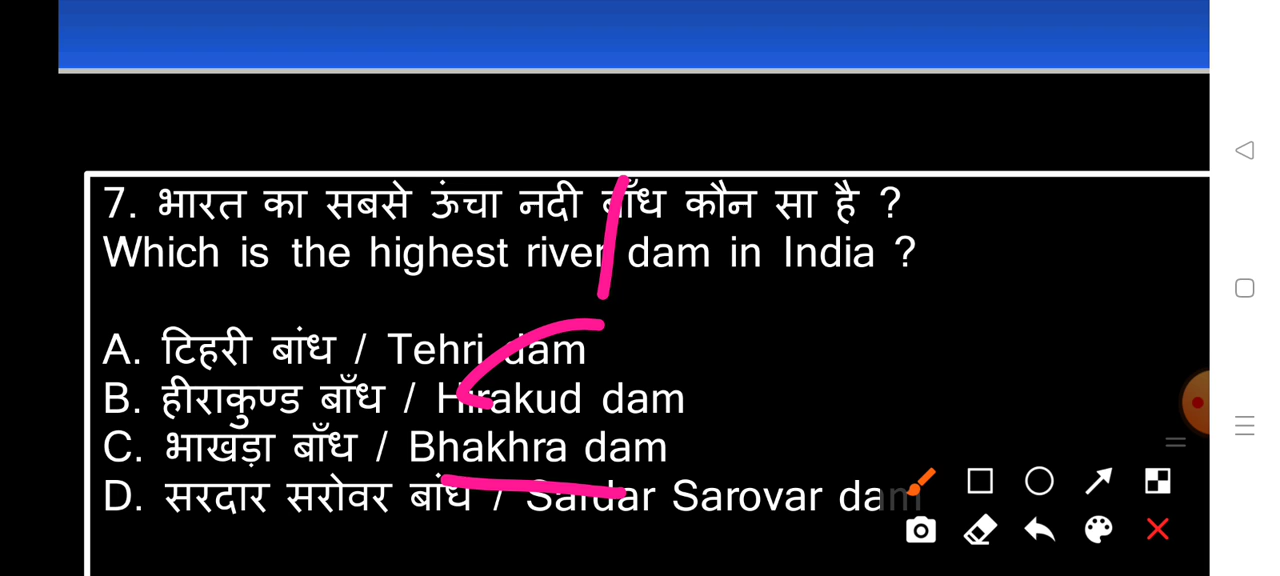 7. भारत का सबसे ऊंचा नदी बाँध कौन सा है ?
Which is the highest river dam in India ?
A. टिहरी बांध / Tehri dam
B. हीराकुण्ड बाँध / Hirakud dam
C. भाखड़ा बाँध / Bhakhra dam
D. सरदार सरोवर बांध / Sardar Sarovar dam